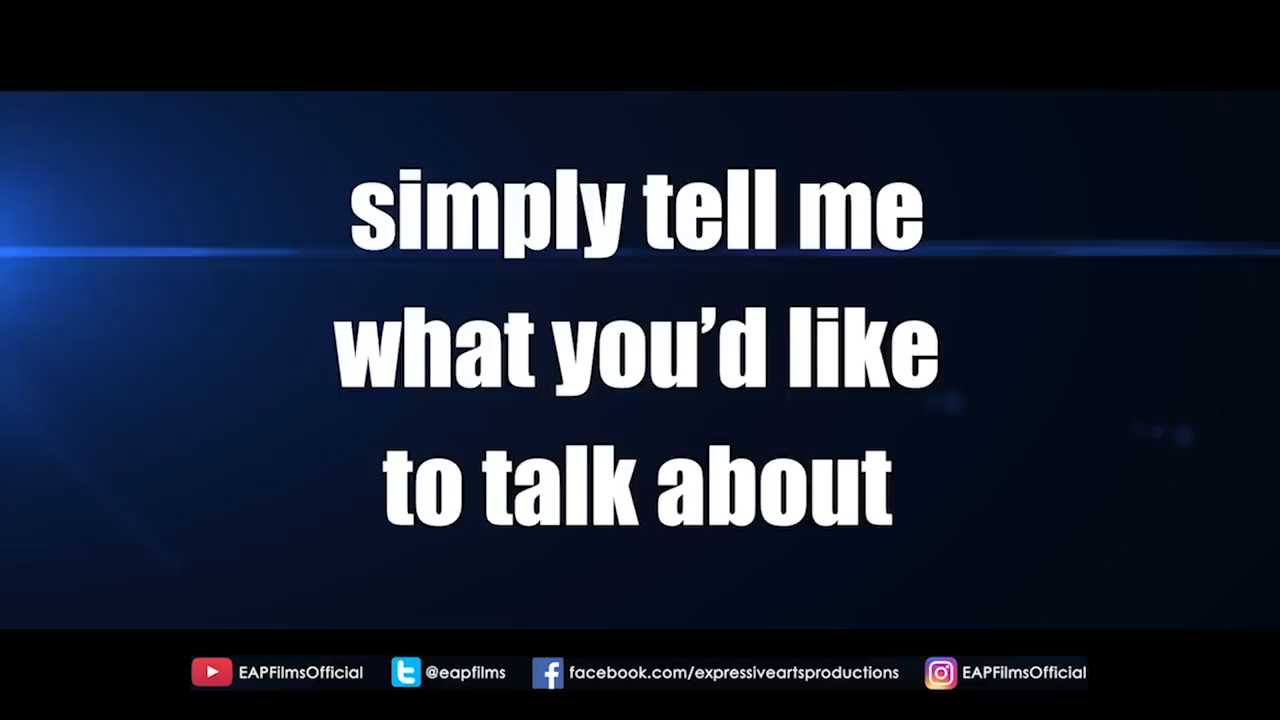 simply tell me
what you’d like
to talk about
EAPFilmsOfficial @eapfilms facebook.com/expressiveartsproductions EAPFilmsOfficial